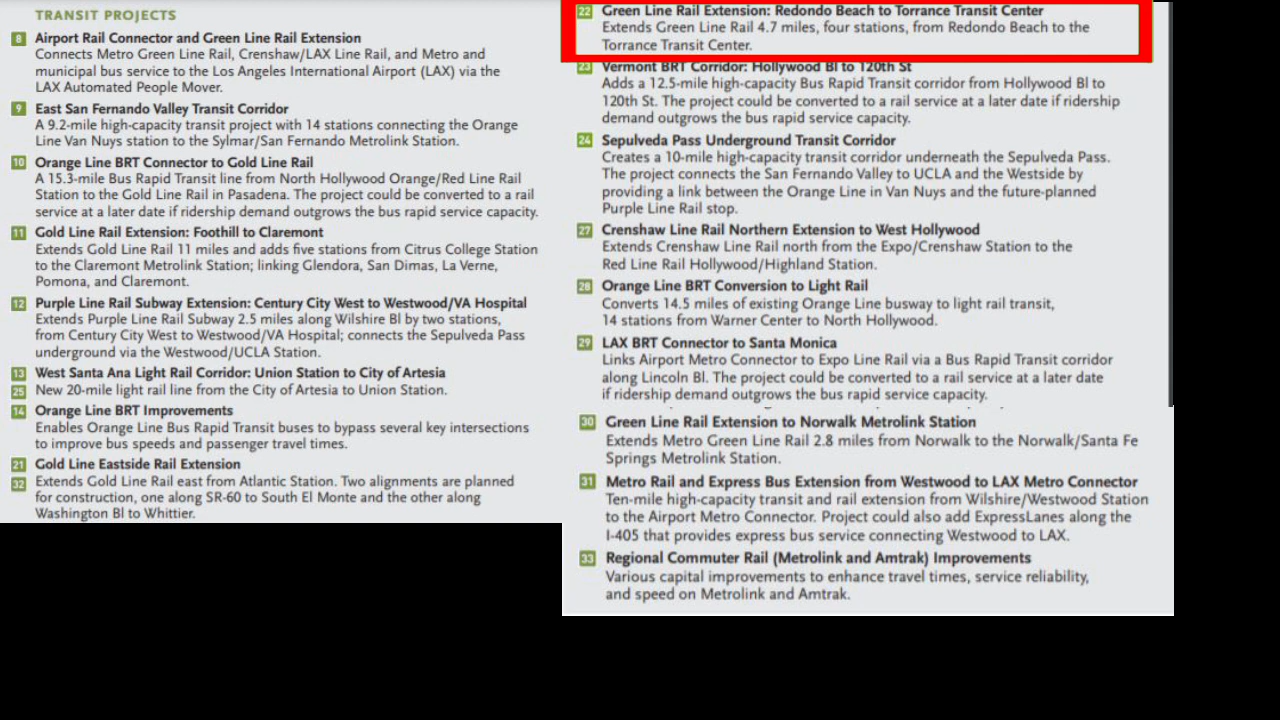 TRANSIT PROJECTS
8 Airport Rail Connector and Green Line Rail Extension
Connects Metro Green Line Rail, Crenshaw/LAX Line Rail, and Metro and
municipal bus service to the Los Angeles International Airport (LAX) via the
LAX Automated People Mover.
9 East San Fernando Valley Transit Corridor
A 9.2-mile high-capacity transit project with 14 stations connecting the Orange
Line Van Nuys station to the Sylmar/San Fernando Metrolink Station.
10 Orange Line BRT Connector to Gold Line Rail
A 15.3-mile Bus Rapid Transit line from North Hollywood Orange/Red Line Rail
Station to the Gold Line Rail in Pasadena. The project could be converted to a rail
service at a later date if ridership demand outgrows the bus rapid service capacity.
11 Gold Line Rail Extension: Foothill to Claremont
Extends Gold Line Rail 11 miles and adds five stations from Citrus College Station
to the Claremont Metrolink Station; linking Glendora, San Dimas, La Verne,
Pomona, and Claremont.
12 Purple Line Rail Subway Extension: Century City West to Westwood/VA Hospital
Extends Purple Line Rail Subway 2.5 miles along Wilshire Bl by two stations,
from Century City West to Westwood/VA Hospital; connects the Sepulveda Pass
underground via the Westwood/UCLA Station.
13 West Santa Ana Light Rail Corridor: Union Station to City of Artesia
25 New 20-mile light rail line from the City of Artesia to Union Station.
14 Orange Line BRT Improvements
Enables Orange Line Bus Rapid Transit buses to bypass several key intersections
to improve bus speeds and passenger travel times.
21 Gold Line Eastside Rail Extension
32 Extends Gold Line Rail east from Atlantic Station. Two alignments are planned
for construction, one along SR-60 to South El Monte and the other along
Washington Bl to Whittier.
22 Green Line Rail Extension: Redondo Beach to Torrance Transit Center
Extends Green Line Rail 4.7 miles, four stations, from Redondo Beach to the
Torrance Transit Center.
23 Vermont BRT Corridor: Hollywood Bl to 120th St
Adds a 12.5-mile high-capacity Bus Rapid Transit corridor from Hollywood Bl to
120th St. The project could be converted to a rail service at a later date if ridership
demand outgrows the bus rapid service capacity.
24 Sepulveda Pass Underground Transit Corridor
Creates a 10-mile high-capacity transit corridor underneath the Sepulveda Pass.
The project connects the San Fernando Valley to UCLA and the Westside by
providing a link between the Orange Line in Van Nuys and the future-planned
Purple Line Rail stop.
27 Crenshaw Line Rail Northern Extension to West Hollywood
Extends Crenshaw Line Rail north from the Expo/Crenshaw Station to the
Red Line Rail Hollywood/Highland Station.
28 Orange Line BRT Conversion to Light Rail
Converts 14.5 miles of existing Orange Line busway to light rail transit,
14 stations from Warner Center to North Hollywood.
29 LAX BRT Connector to Santa Monica
Links Airport Metro Connector to Expo Line Rail via a Bus Rapid Transit corridor
along Lincoln Bl. The project could be converted to a rail service at a later date
if ridership demand outgrows the bus rapid service capacity.
30 Green Line Rail Extension to Norwalk Metrolink Station
Extends Metro Green Line Rail 2.8 miles from Norwalk to the Norwalk/Santa Fe
Springs Metrolink Station.
31 Metro Rail and Express Bus Extension from Westwood to LAX Metro Connector
Ten-mile high-capacity transit and rail extension from Wilshire/Westwood Station
to the Airport Metro Connector. Project could also add ExpressLanes along the
I-405 that provides express bus service connecting Westwood to LAX.
33 Regional Commuter Rail (Metrolink and Amtrak) Improvements
Various capital improvements to enhance travel times, service reliability,
and speed on Metrolink and Amtrak.